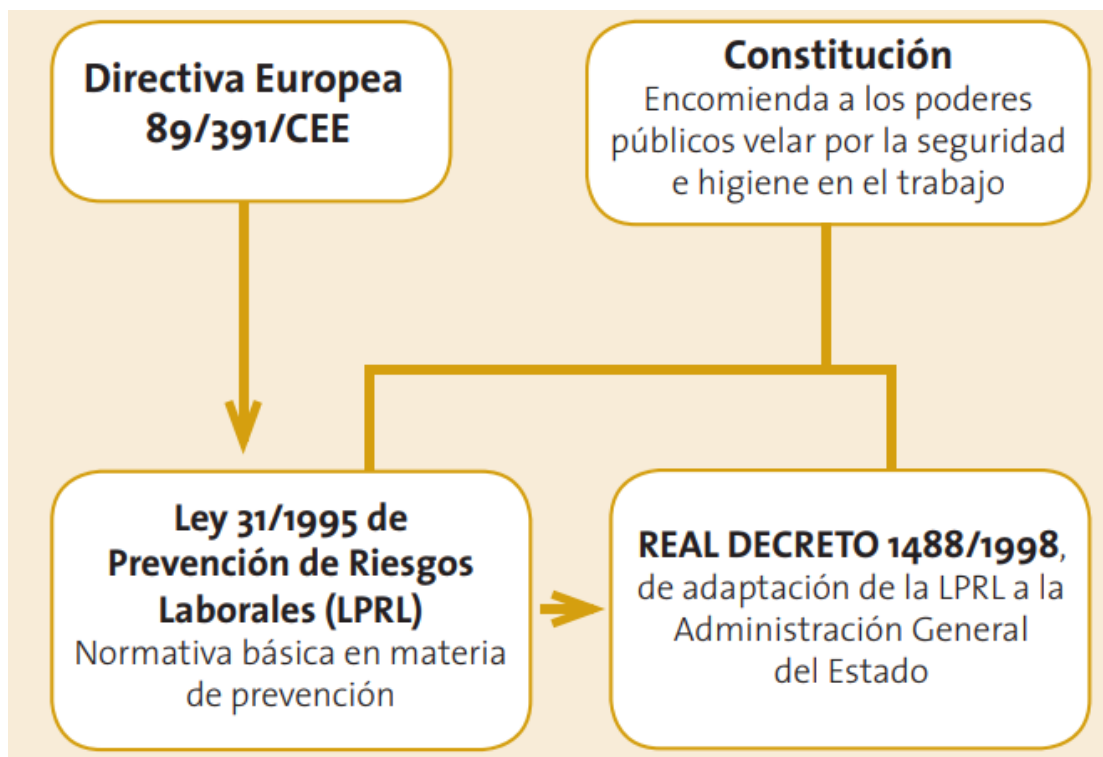 Directiva Europea
89/391/CEE
Constitución
Encomienda a los poderes
públicos velar por la seguridad
e higiene en el trabajo
Ley 31/1995 de
Prevención de Riesgos
Laborales (LPRL)
Normativa básica en materia
de prevención
REAL DECRETO 1488/1998,
de adaptación de la LPRL a la
Administración General
del Estado